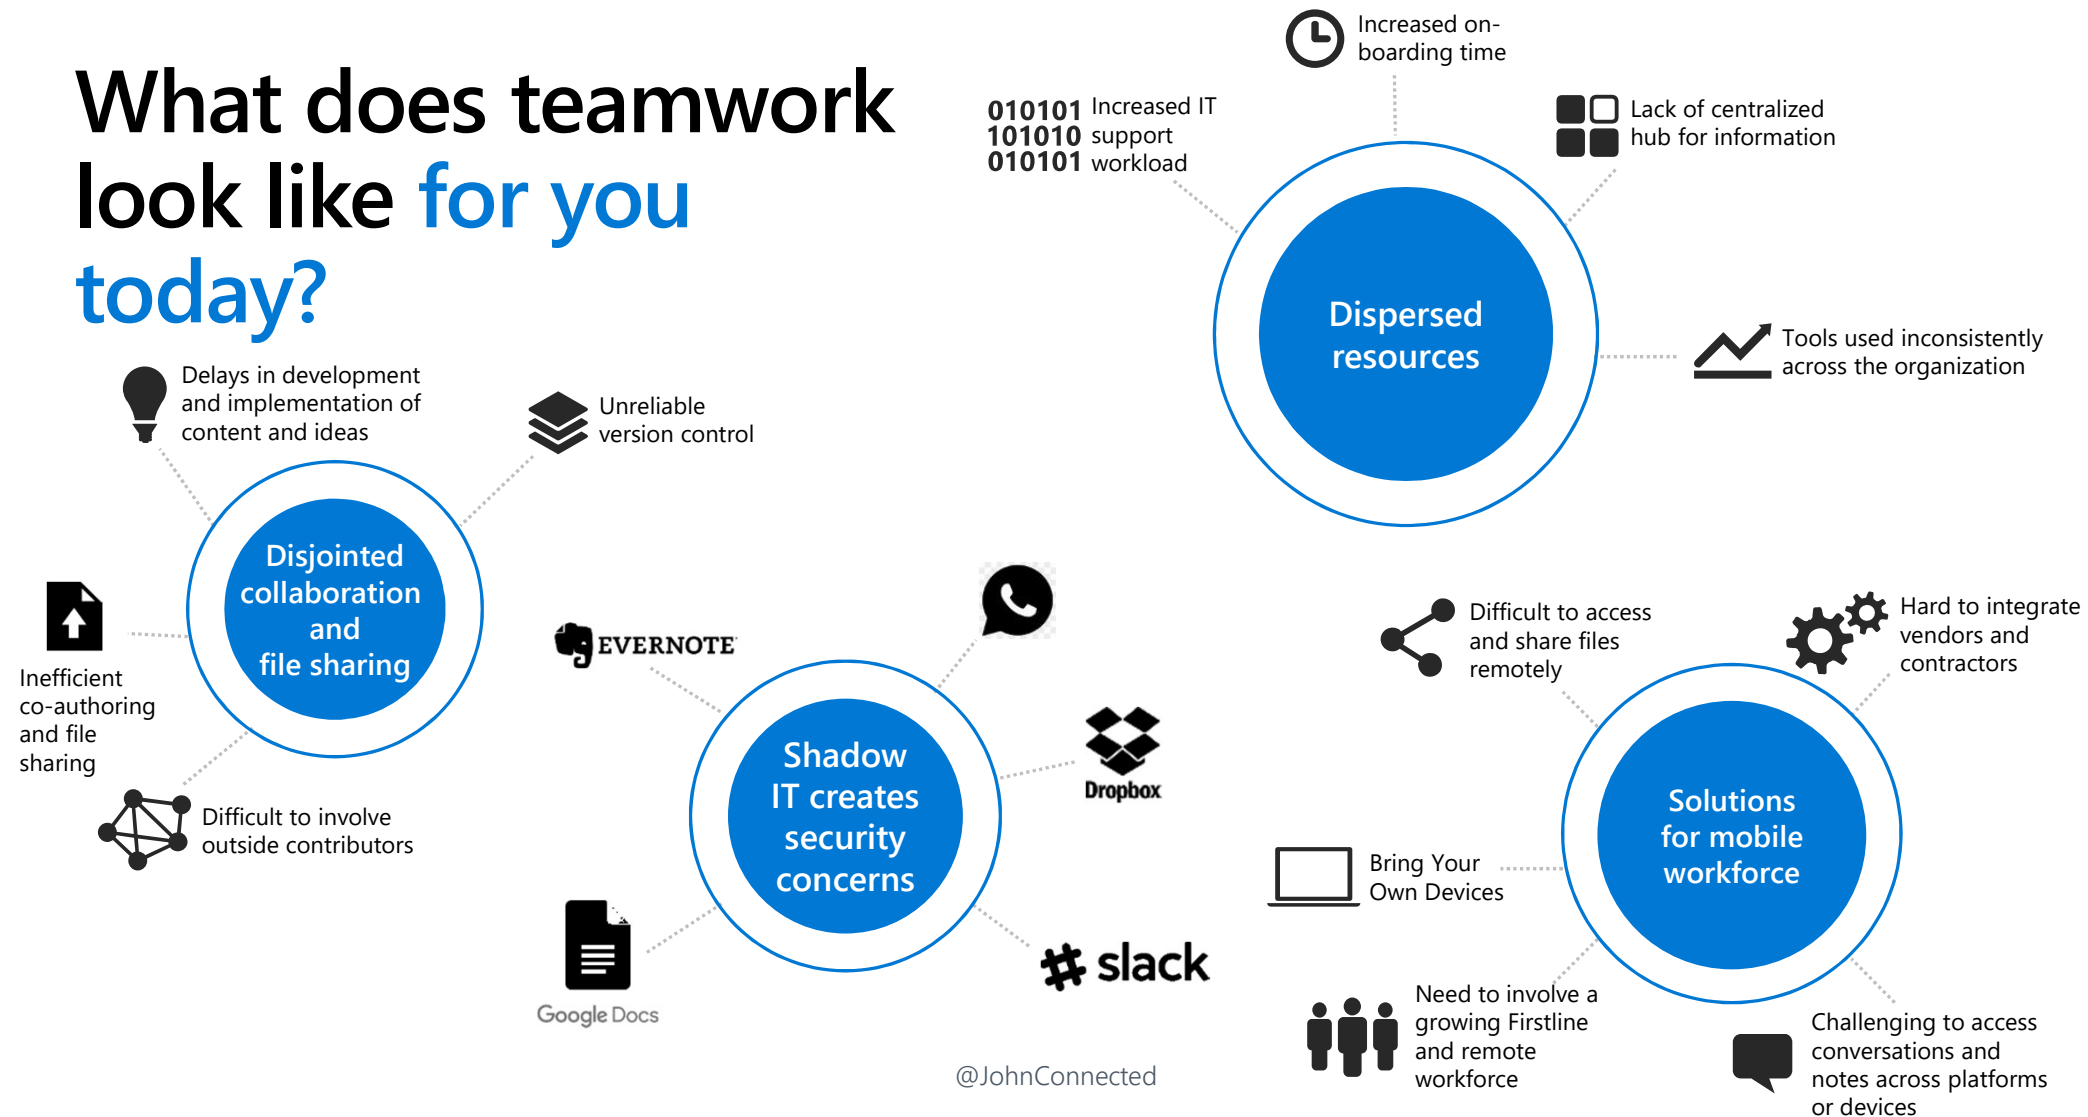 What does teamwork
look like for you
today?
Increased on-
boarding time
010101
101010
010101
Increased IT
support
workload
Lack of centralized
hub for information
Dispersed
resources
Tools used inconsistently
across the organization
Delays in development
and implementation of
content and ideas
Unreliable
version control
Disjointed
collaboration
and
file sharing
Inefficient
co-authoring
and file
sharing
Difficult to involve
outside contributors
EVERNOTE
Dropbox
Shadow
IT creates
security
concerns
Google Docs
slack
Difficult to access
and share files
remotely
Hard to integrate
vendors and
contractors
Solutions
for mobile
workforce
Bring Your
Own Devices
Need to involve a
growing Firstline
and remote
workforce
Challenging to access
conversations and
notes across platforms
or devices
@JohnConnected